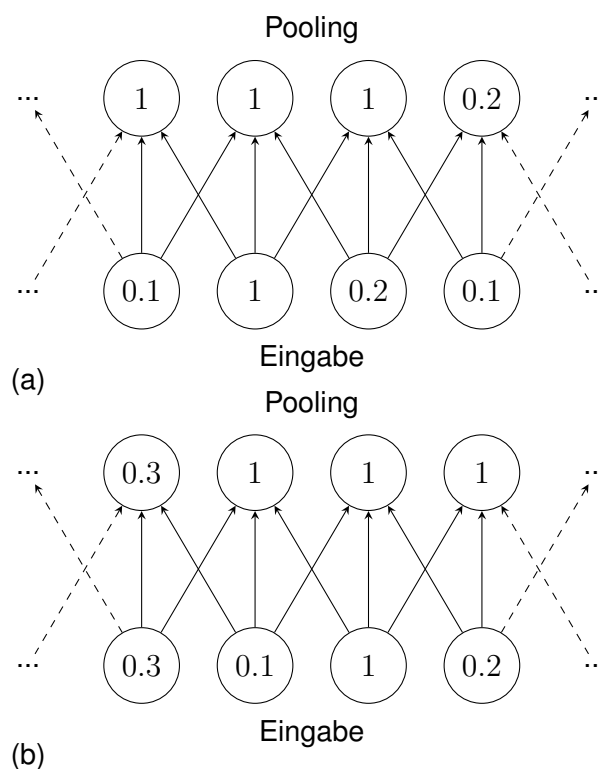 Pooling
... 1 1 1 0.2 ..
... 0.1 1 0.2 0.1 ..
Eingabe
(a)
Pooling
... 0.3 1 1 1 ..
... 0.3 0.1 1 0.2 ..
Eingabe
(b)